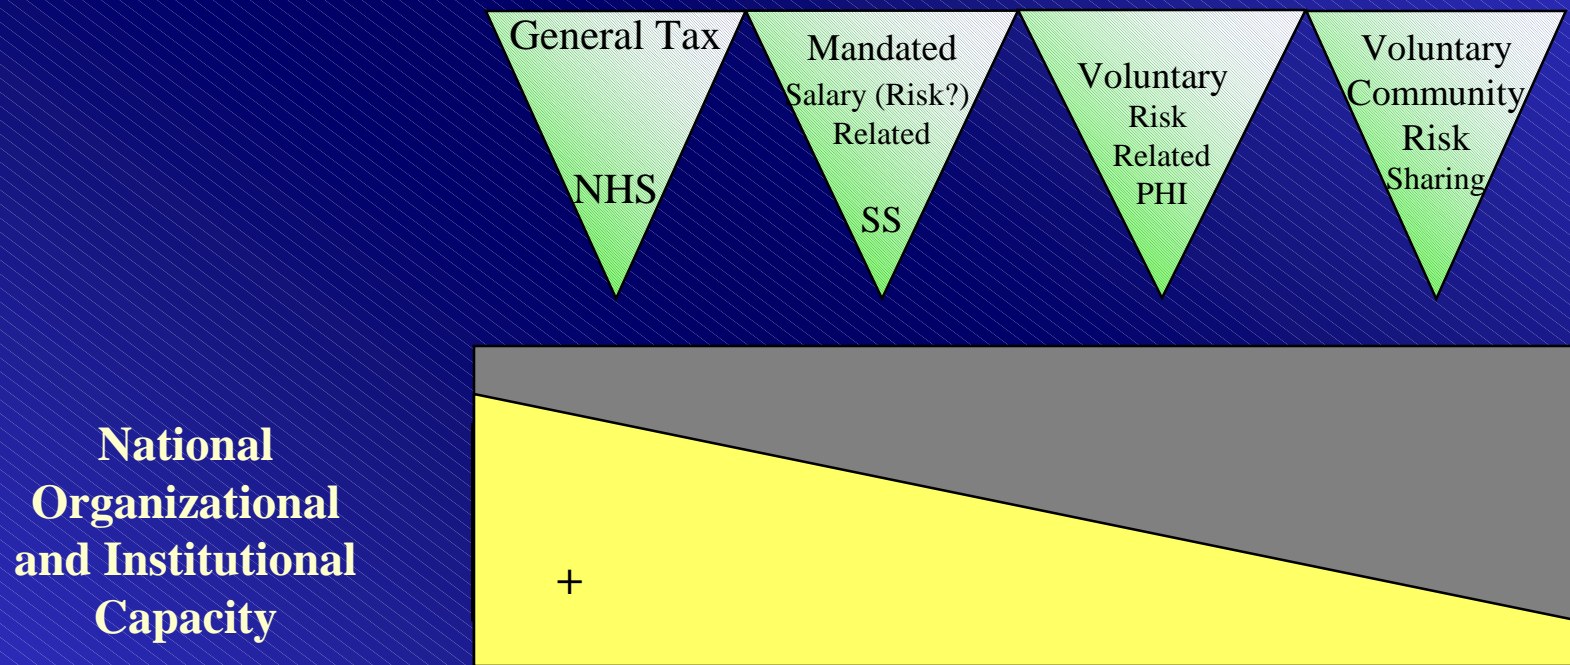 General Tax
NHS
Mandated
Salary (Risk?)
Related
SS
Voluntary
Risk
Related
PHI
Voluntary
Community
Risk
Sharing
National
Organizational
and Institutional
Capacity
+